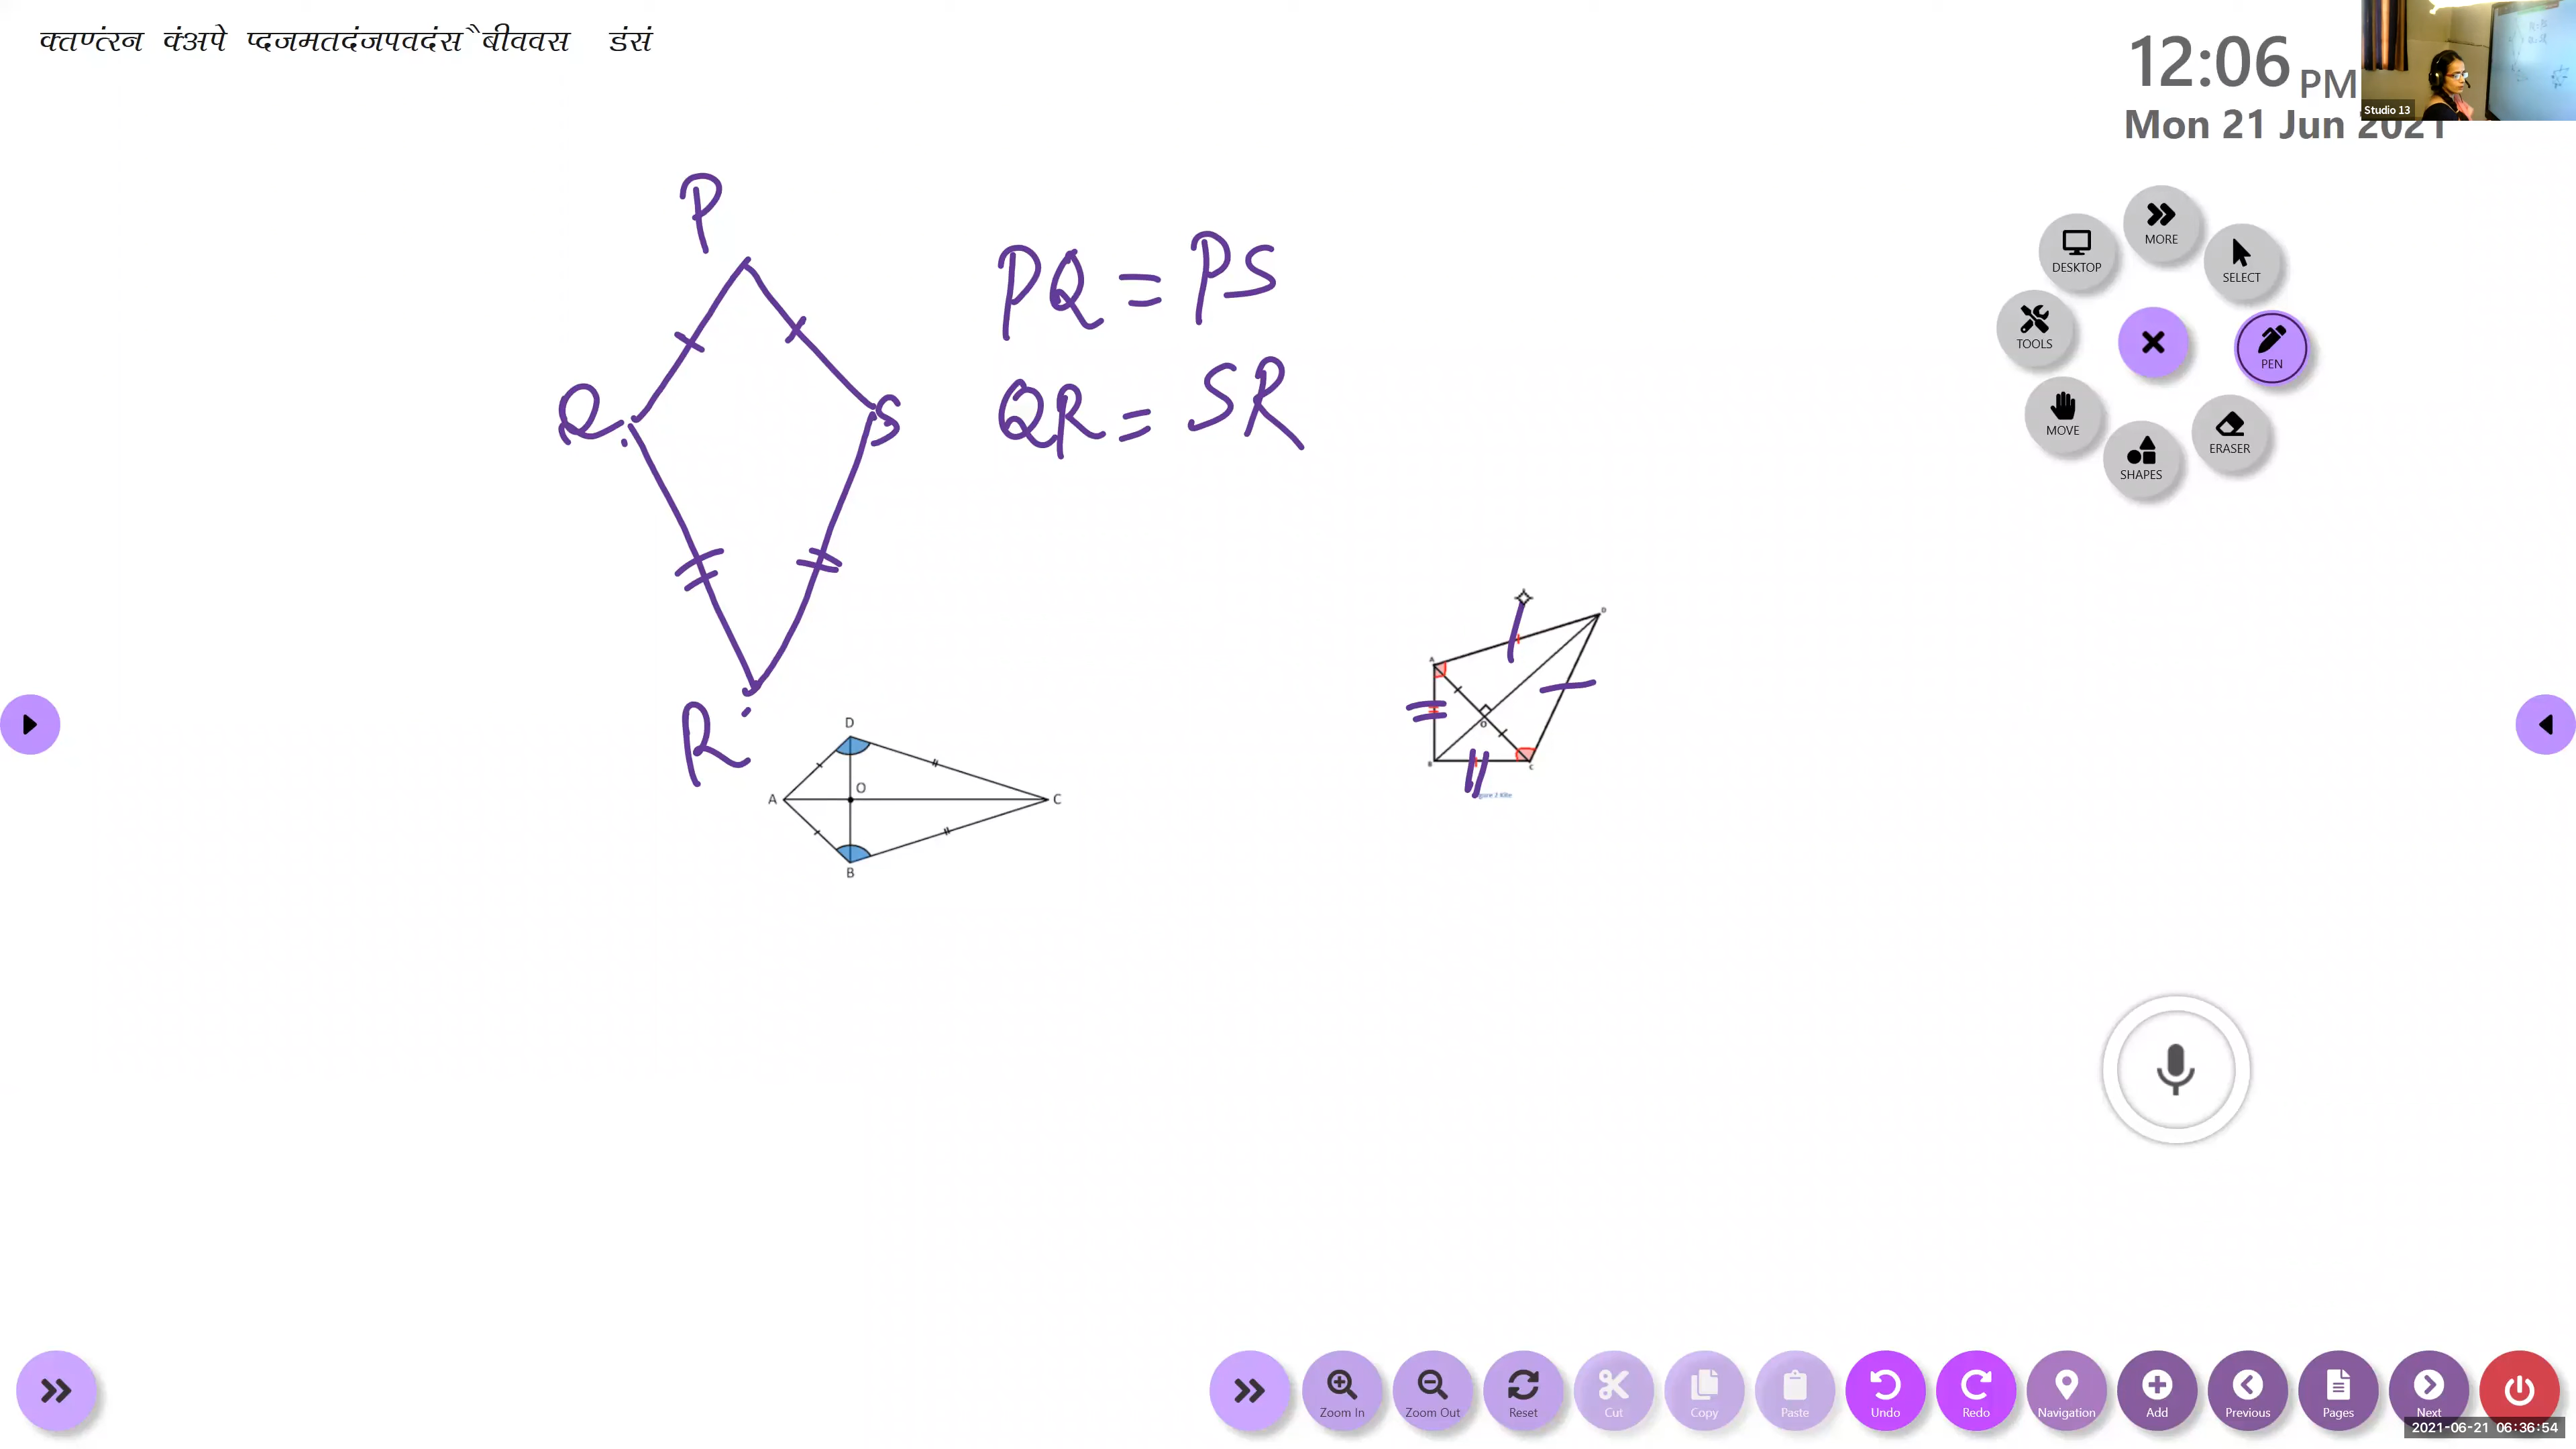 क्तण्तंरन कंअपे प्दजमतदंजपवदंस ैबीववस डंसं
12:06 PM
Mon 21 Jun 2021
Studio 13
MORE
DESKTOP
SELECT
TOOLS
PEN
MOVE
ERASER
SHAPES
P
PQ = PS
Q
S
QR = SR
R
D
A
O
B
C
D
A O C
B
Zoom In Zoom Out Reset Cut Copy Paste Undo Redo Navigation Add Previous Pages Next
2021-06-21 06:36:54